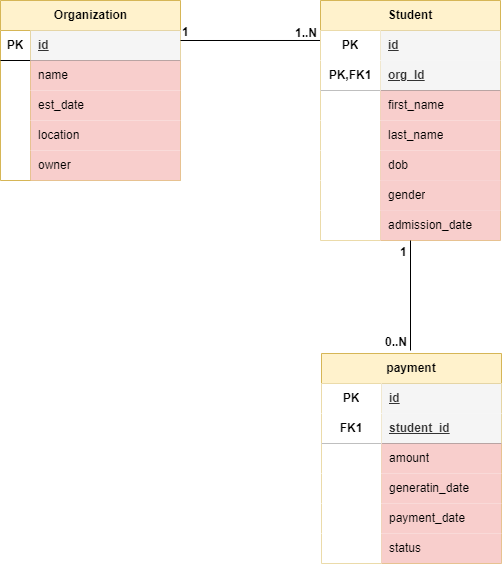 Organization
PK id
name
est_date
location
owner
1
1..N
Student
PK id
PK,FK1 org_Id
first_name
last_name
dob
gender
admission_date
1
0..N
payment
PK id
FK1 student_id
amount
generatin_date
payment_date
status